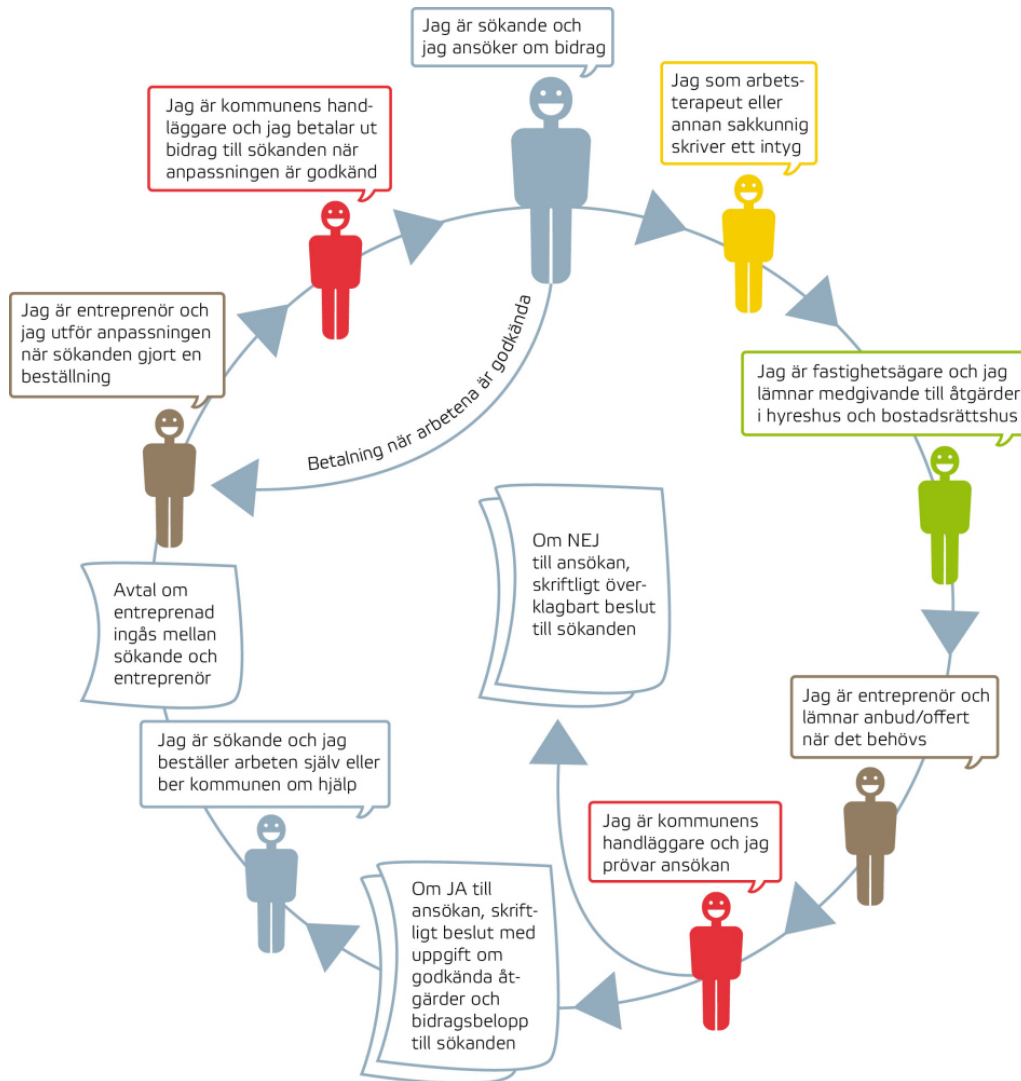 Jag är sökande och
jag ansöker om bidrag
Jag som arbets-
terapeut eller
annan sakkunnig
skriver ett intyg
Jag är fastighetsägare och jag
lämnar medgivande till åtgärder
i hyreshus och bostadsrättshus
Jag är entreprenör och
lämnar anbud/offert
när det behövs
Jag är kommunens
handläggare och jag
prövar ansökan
Om NEJ
till ansökan,
skriftligt över-
klagbart beslut
till sökanden
Om JA till
ansökan, skrift-
ligt beslut med
uppgift om
godkända åt-
gärder och
bidragsbelopp
till sökanden
Jag är sökande och jag
beställer arbeten själv eller
ber kommunen om hjälp
Avtal om
entreprenad
ingås mellan
sökande och
entreprenör
Jag är entreprenör och
jag utför anpassningen
när sökanden gjort en
beställning
Jag är kommunens hand-
läggare och jag betalar ut
bidrag till sökanden när
anpassningen är godkänd
Betalning när arbetena är godkända